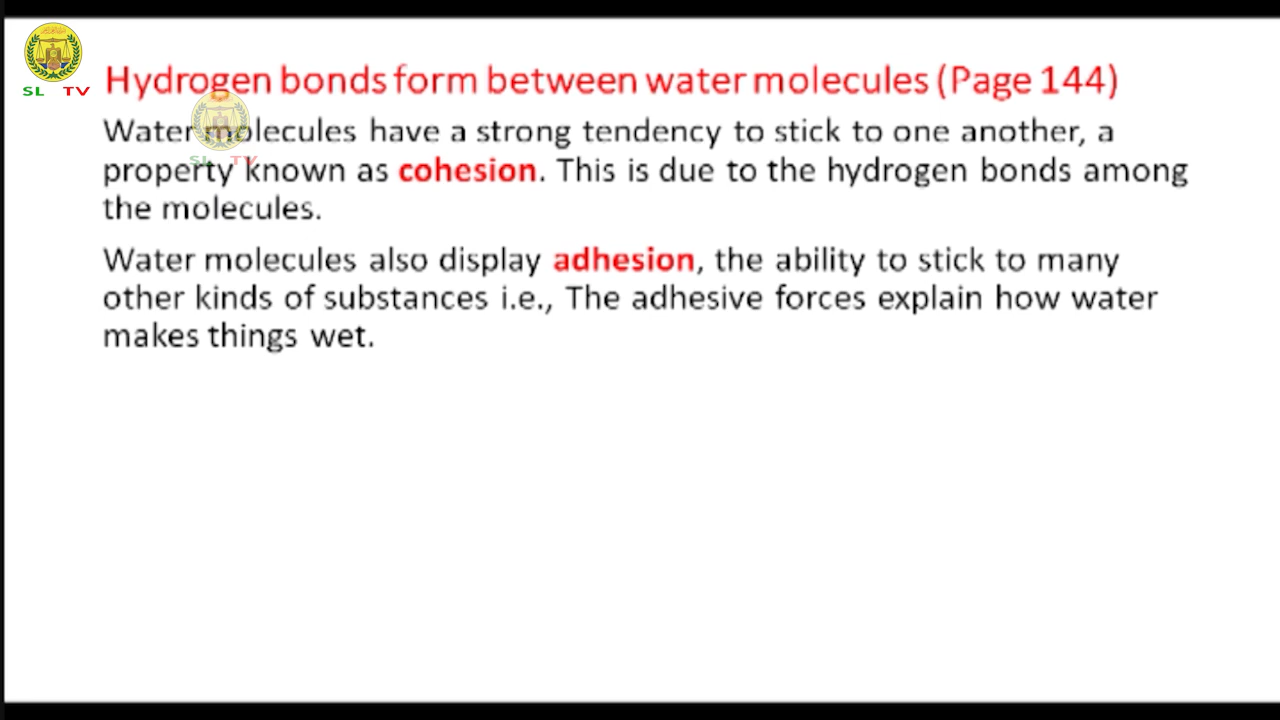 SL TV
Hydrogen bonds form between water molecules (Page 144)
Water molecules have a strong tendency to stick to one another, a
SL TV
property known as cohesion. This is due to the hydrogen bonds among
the molecules.
Water molecules also display adhesion, the ability to stick to many
other kinds of substances i.e., The adhesive forces explain how water
makes things wet.